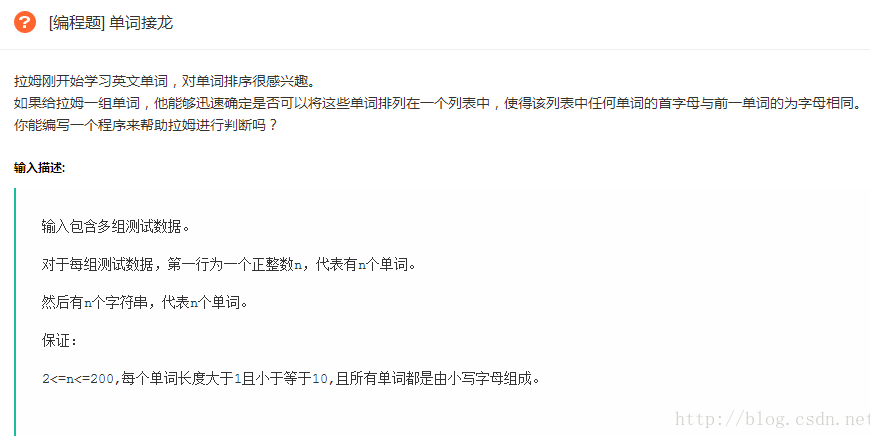 [编程题] 单词接龙
拉姆刚开始学习英文单词，对单词排序很感兴趣。
如果给拉姆一组单词，他能够迅速确定是否可以将这些单词排列在一个列表中，使得该列表中任何单词的首字母与前一单词的为字母相同。
你能编写一个程序来帮助拉姆进行判断吗？
输入描述:
输入包含多组测试数据。
对于每组测试数据，第一行为一个正整数n，代表有n个单词。
然后有n个字符串，代表n个单词。
保证：
2<=n<=200,每个单词长度大于1且小于等于10,且所有单词都是由小写字母组成。
http://blog.csdn.net